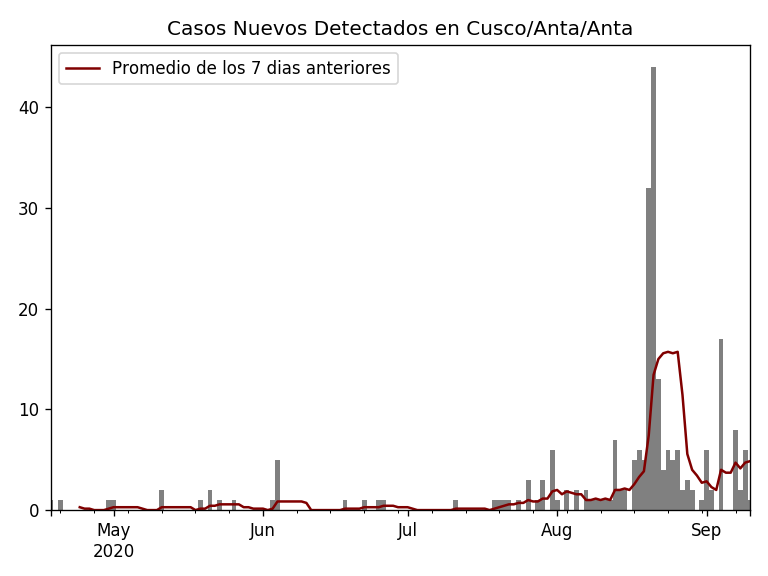 Casos Nuevos Detectados en Cusco/Anta/Anta
Promedio de los 7 dias anteriores
40
30
20
10
0
May
2020
Jun
Jul
Aug
Sep